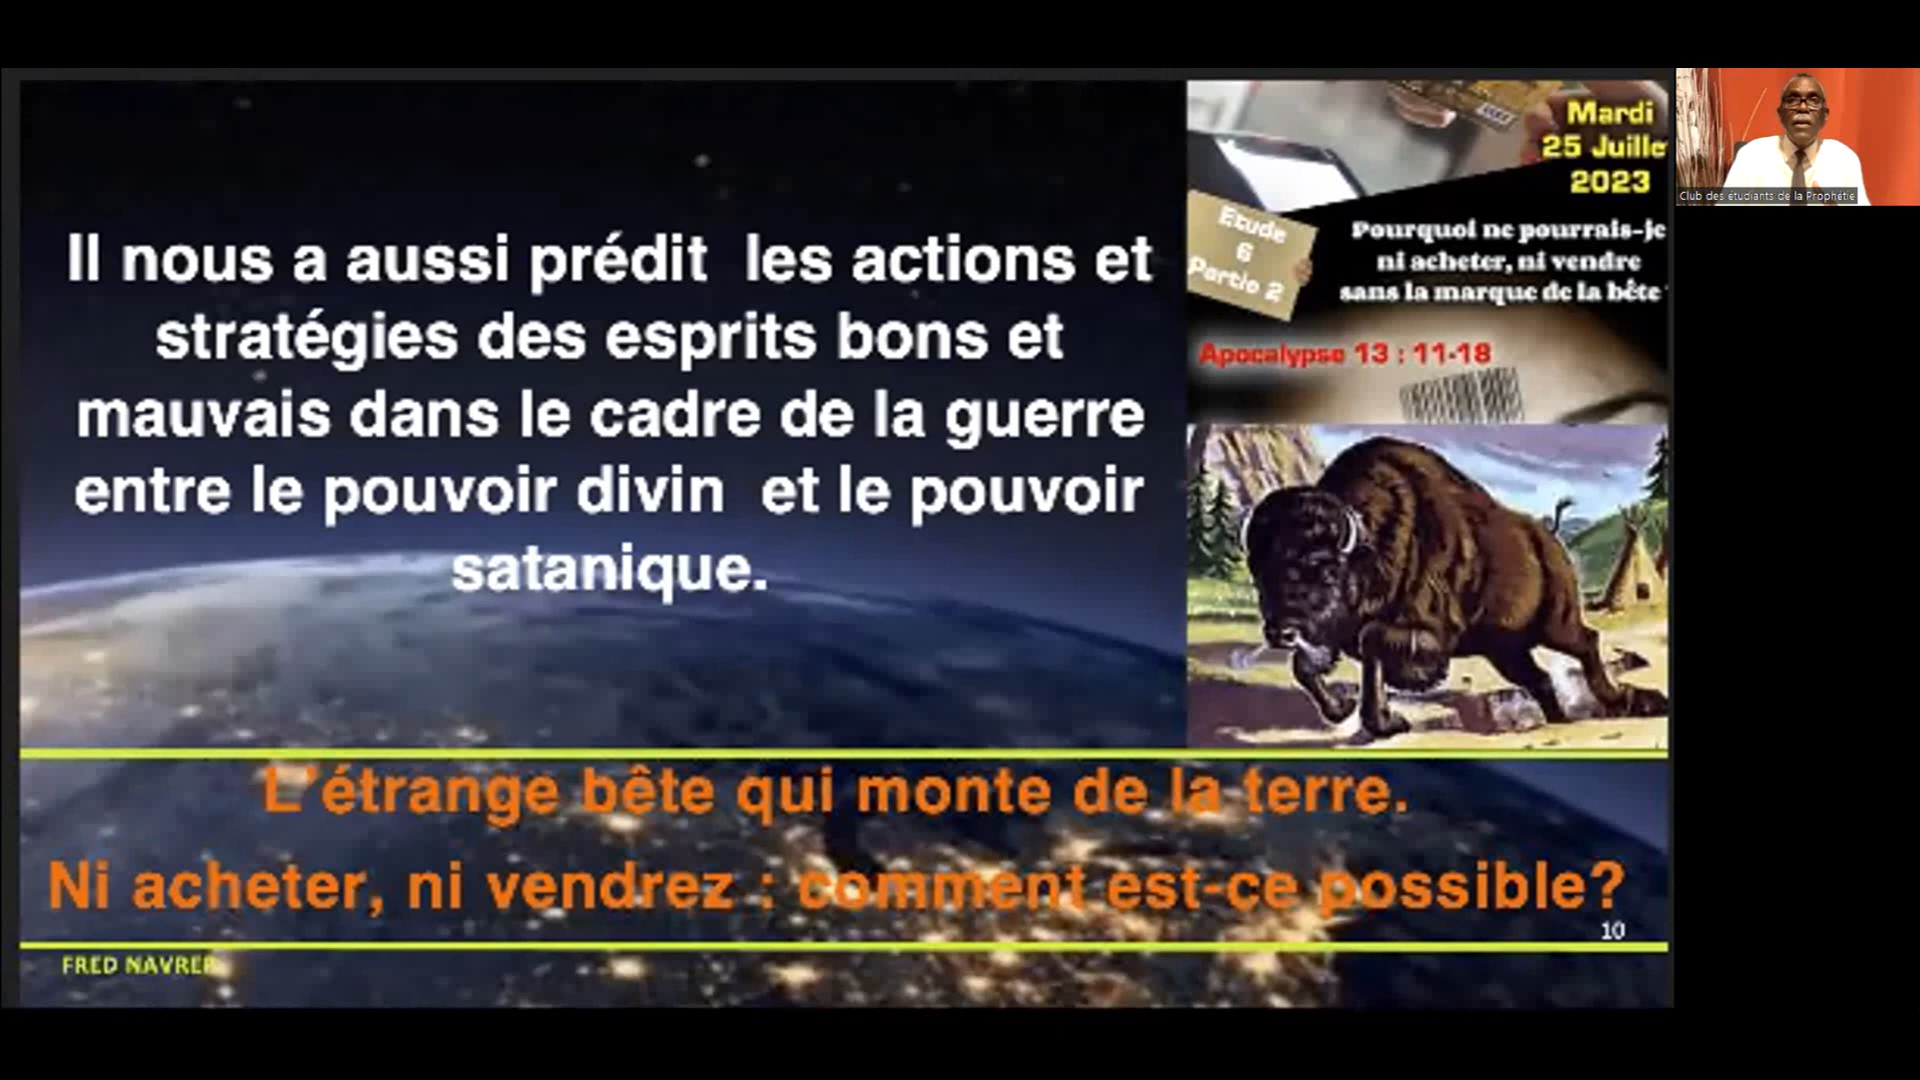 Il nous a aussi prédit les actions et
stratégies des esprits bons et
mauvais dans le cadre de la guerre
entre le pouvoir divin et le pouvoir
satanique.
Mardi
25 Juille
2023
Etude
6
Partie 2
Pourquoi ne pourrais-je
ni acheter, ni vendre
sans la marque de la bête
Apocalypse 13 : 11-18
L'étrange bête qui monte de la terre.
Ni acheter, ni vendrez : comment est-ce possible?
10
FRED NAVRER
Club des etudiants de la Prophétie